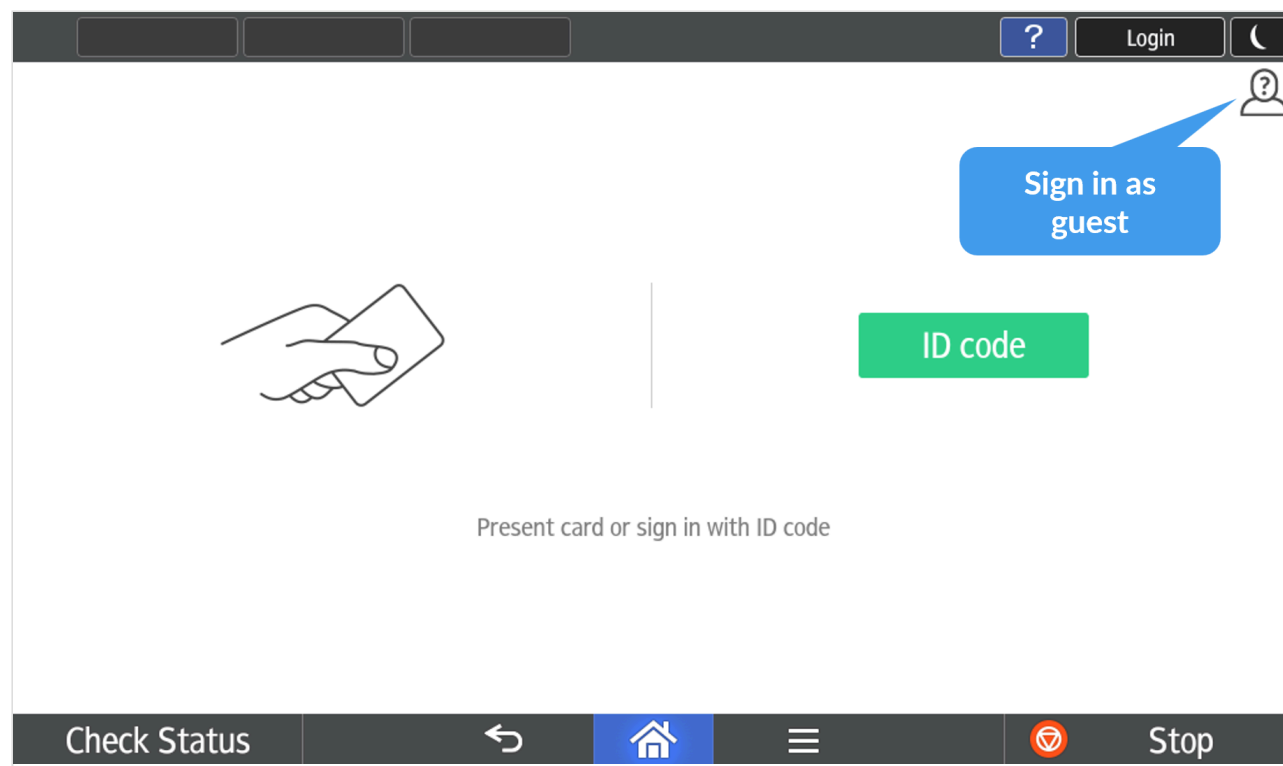 ?
Login
?
Sign in as
guest
ID code
Present card or sign in with ID code
Check Status
Stop